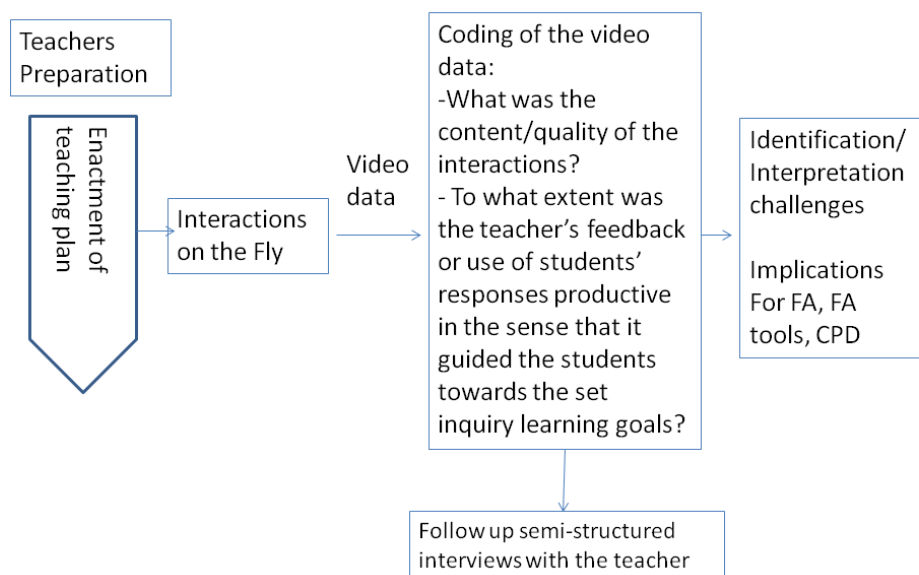 Teachers
Preparation
Enactment of
teaching plan
Interactions
on the Fly
Video
data
Coding of the video
data:
-What was the
content/quality of the
interactions?
- To what extent was
the teacher’s feedback
or use of students’
responses productive
in the sense that it
guided the students
towards the set
inquiry learning goals?
Identification/
Interpretation
challenges
Implications
For FA, FA
tools, CPD
Follow up semi-structured
interviews with the teacher